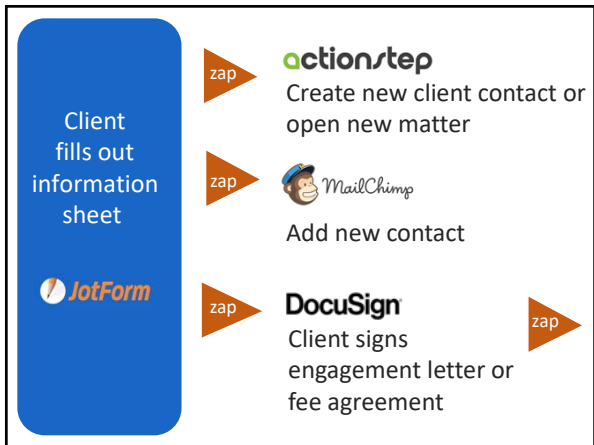 Client
fills out
information
sheet
JotForm
zap
actionstep
Create new client contact or
open new matter
zap
MailChimp
Add new contact
zap
DocuSign
Client signs
engagement letter or
fee agreement
zap